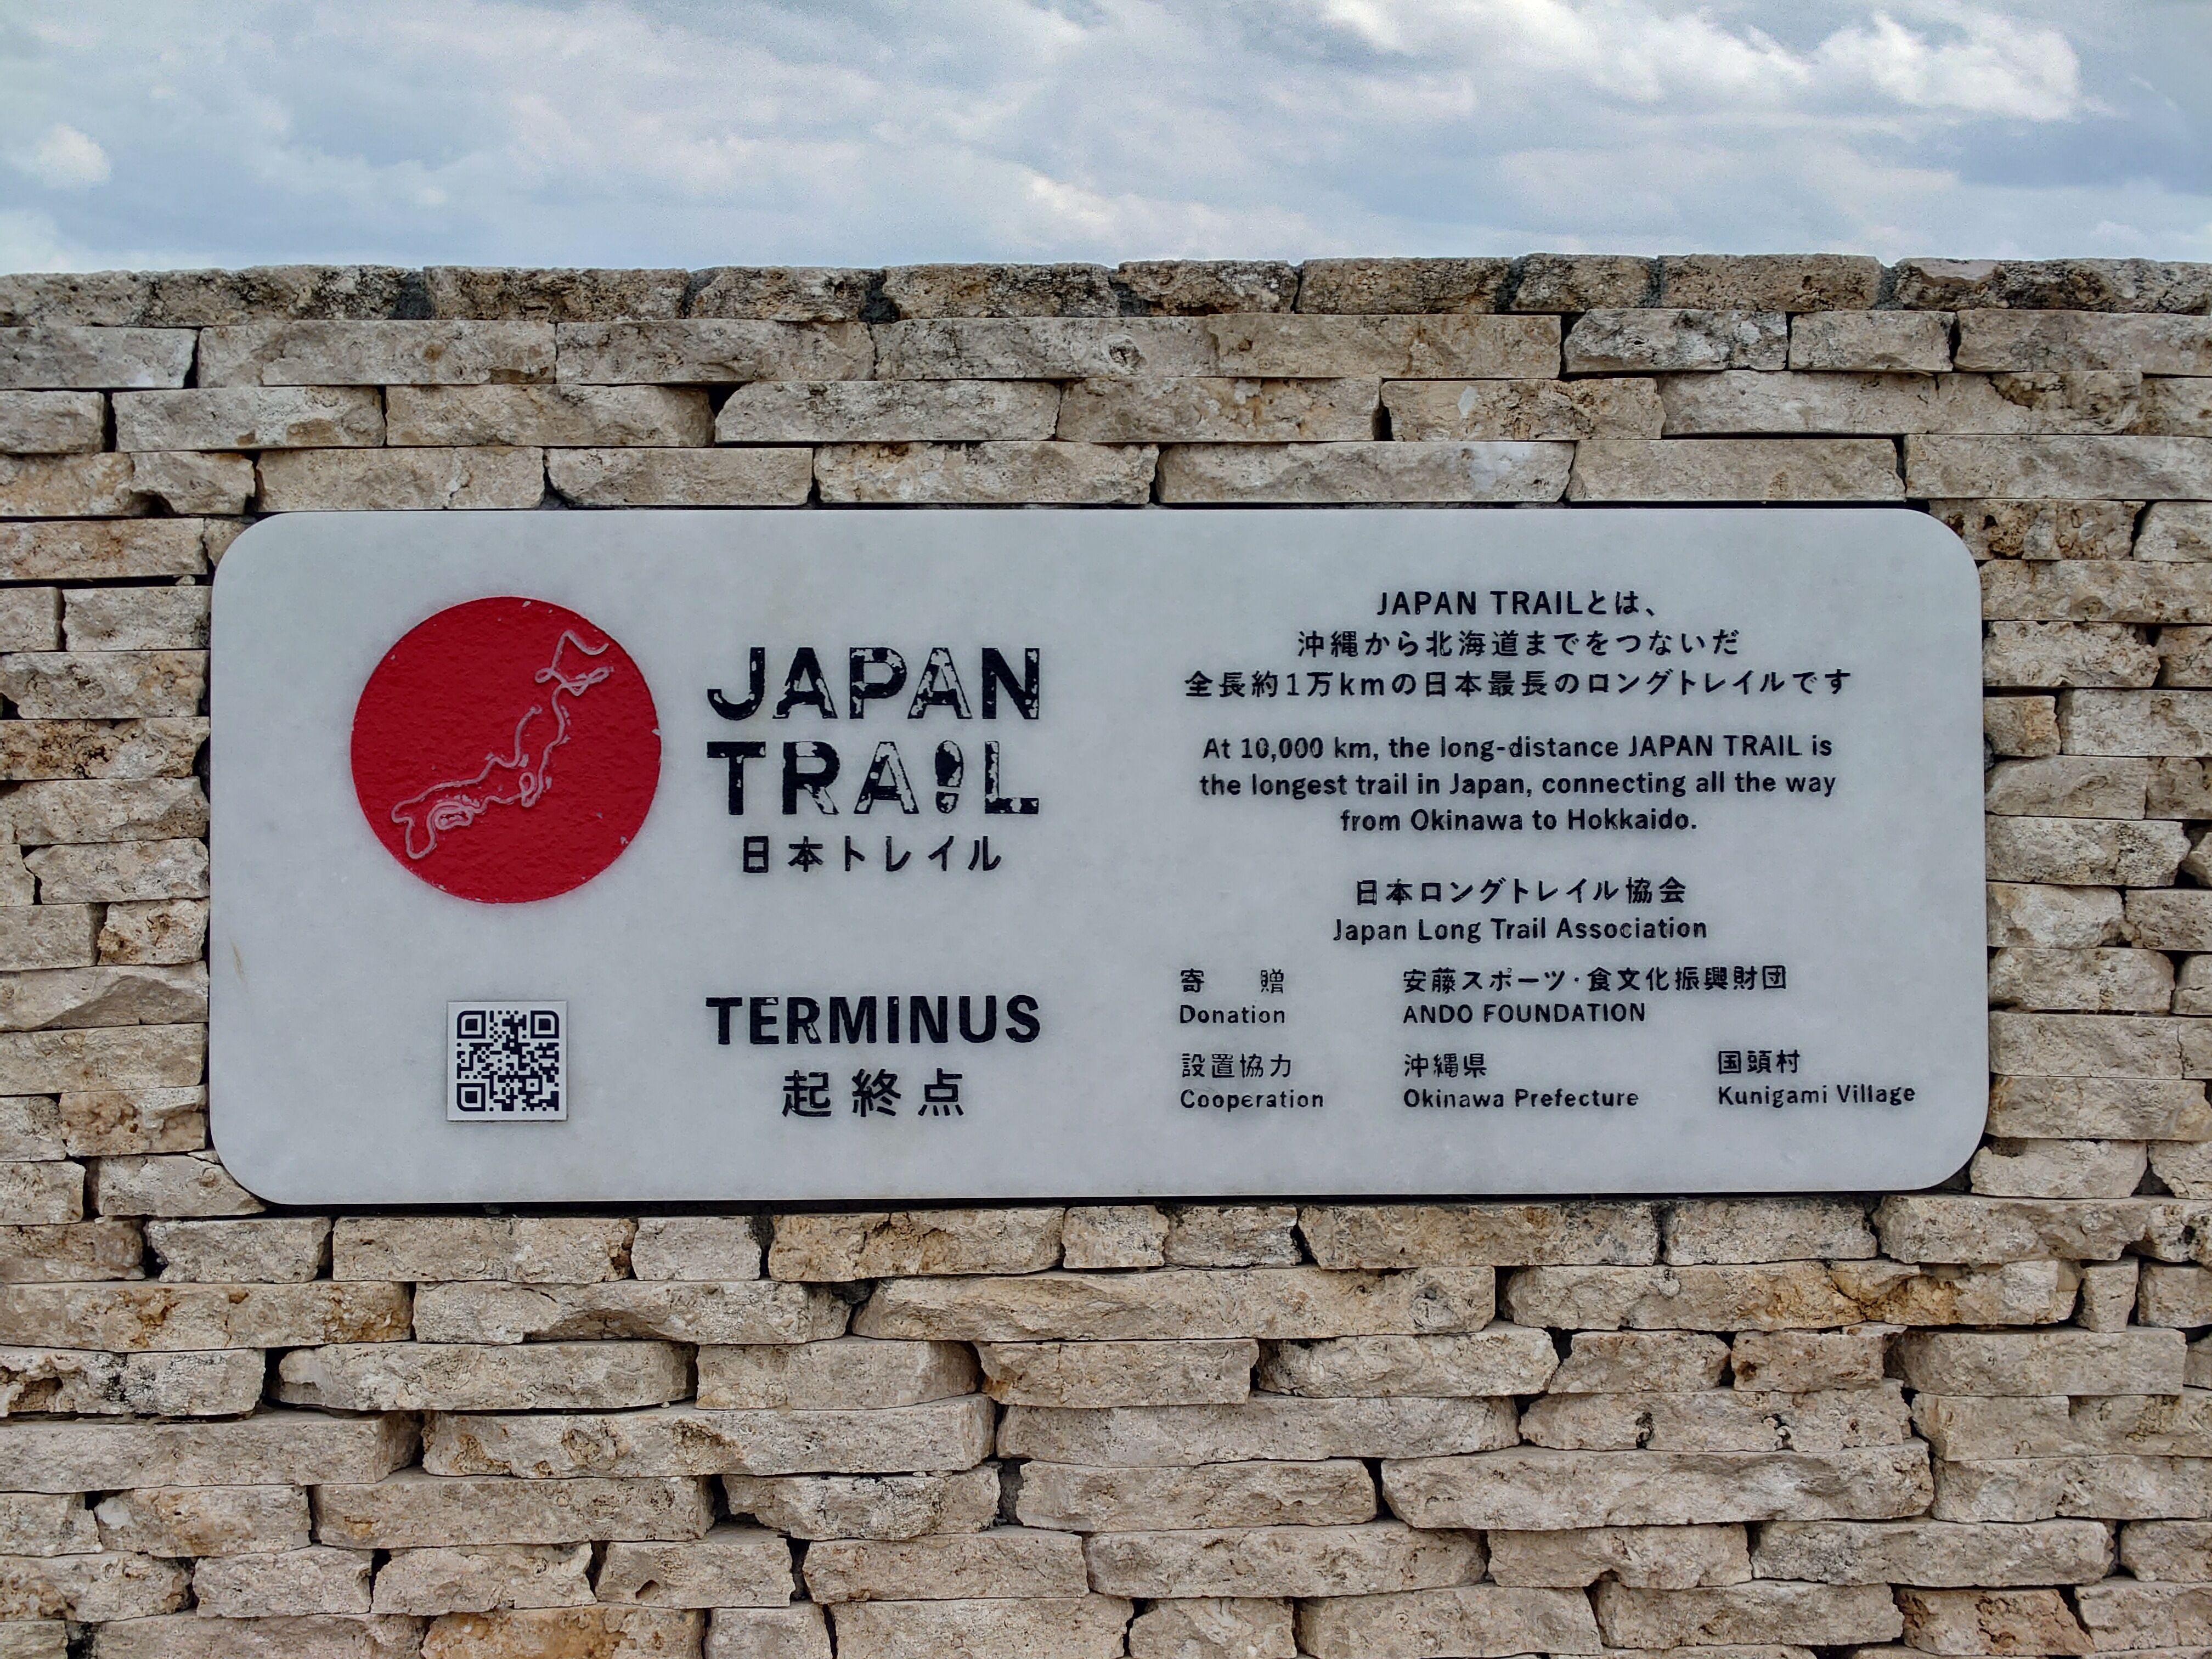 JAPAN
TRAIL
日本トレイル
TERMINUS
起終点
JAPAN TRAILとは、
沖縄から北海道までをつないだ
全長約1万kmの日本最長のロングトレイルです
At 10,000 km, the long-distance JAPAN TRAIL is
the longest trail in Japan, connecting all the way
from Okinawa to Hokkaido.
日本ロングトレイル協会
Japan Long Trail Association
寄 贈 安藤スポーツ・食文化振興財団
Donation ANDO FOUNDATION
設置協力 沖縄県 国頭村
Cooperation Okinawa Prefecture Kunigami Village